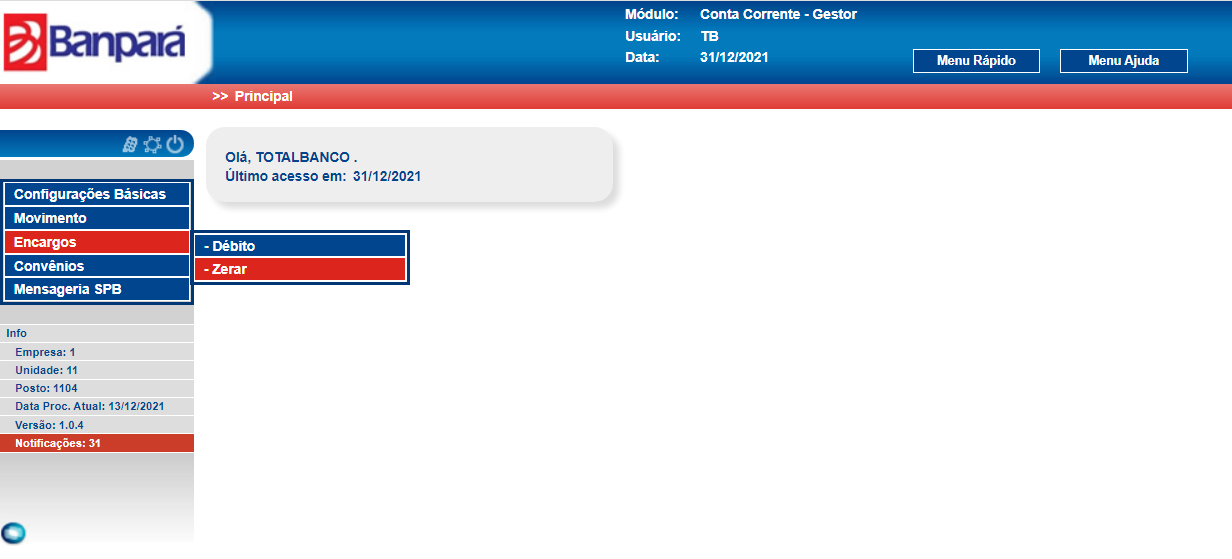 Banpará
Módulo: Conta Corrente - Gestor
Usuário: TB
Data: 31/12/2021
Menu Rápido Menu Ajuda
>> Principal
Olá, TOTALBANCO .
Último acesso em: 31/12/2021
Configurações Básicas
Movimento
Encargos
- Débito
- Zerar
Convênios
Mensageria SPB
Info
Empresa: 1
Unidade: 11
Posto: 1104
Data Proc. Atual: 13/12/2021
Versão: 1.0.4
Notificações: 31